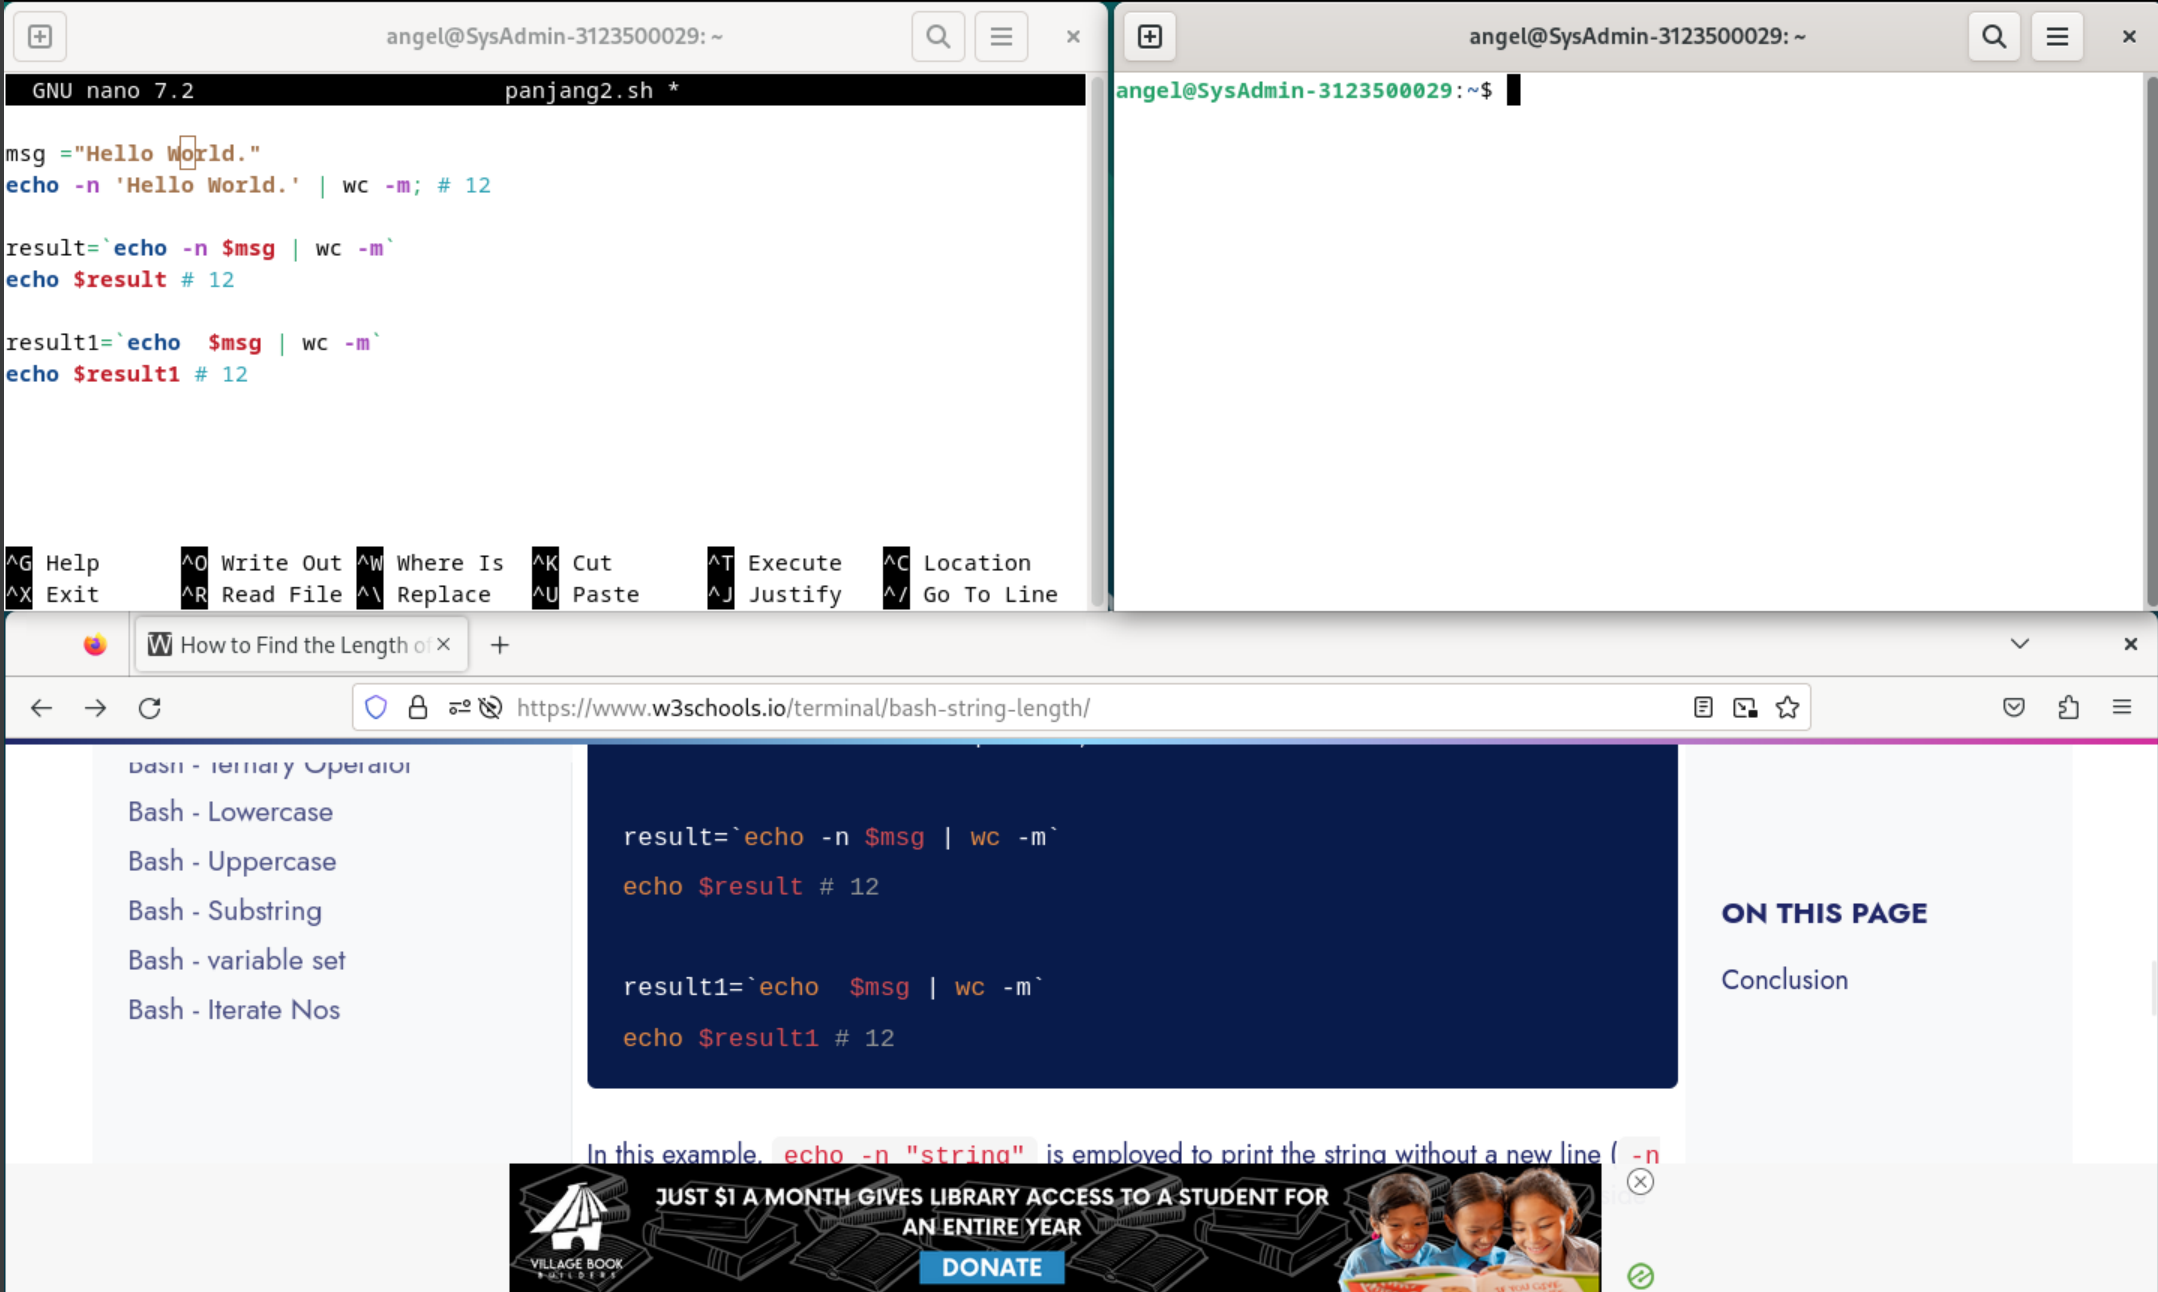 angel@SysAdmin-3123500029: ~
GNU nano 7.2 panjang2.sh *
msg ="Hello World."
echo -n 'Hello World.' | wc -m; # 12
result=`echo -n $msg | wc -m`
echo $result # 12
result1=`echo  $msg | wc -m`
echo $result1 # 12
^G Help ^O Write Out ^W Where Is ^K Cut ^T Execute ^C Location
^X Exit ^R Read File ^\ Replace ^U Paste ^J Justify ^/ Go To Line
angel@SysAdmin-3123500029: ~
angel@SysAdmin-3123500029:~$
How to Find the Length of
https://www.w3schools.io/terminal/bash-string-length/
Bash - Ternary Operator
Bash - Lowercase
Bash - Uppercase
Bash - Substring
Bash - variable set
Bash - Iterate Nos
result=`echo -n $msg | wc -m`
echo $result # 12
result1=`echo  $msg | wc -m`
echo $result1 # 12
In this example, echo -n "string" is employed to print the string without a new line ( -n
ON THIS PAGE
Conclusion
VILLAGE BOOK
BUILDERS
JUST $1 A MONTH GIVES LIBRARY ACCESS TO A STUDENT FOR
AN ENTIRE YEAR
DONATE